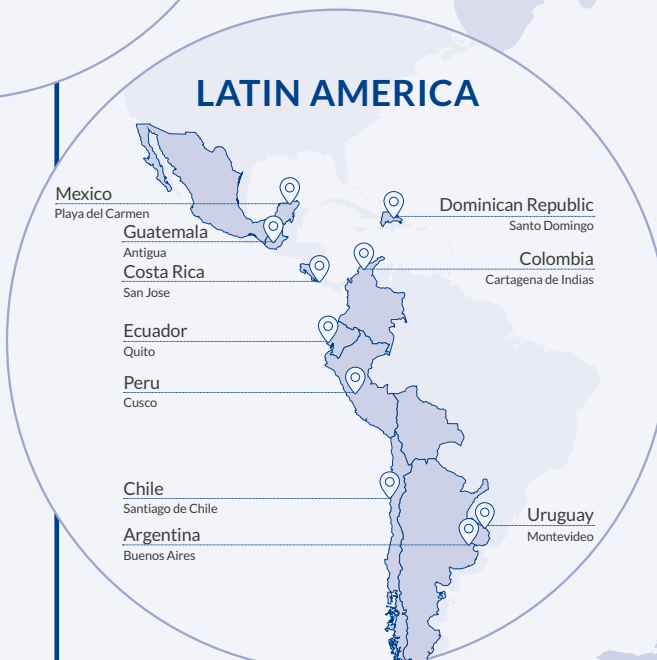 LATIN AMERICA
Mexico
Playa del Carmen
Guatemala
Antigua
Costa Rica
San Jose
Ecuador
Quito
Peru
Cusco
Chile
Santiago de Chile
Argentina
Buenos Aires
Dominican Republic
Santo Domingo
Colombia
Cartagena de Indias
Uruguay
Montevideo